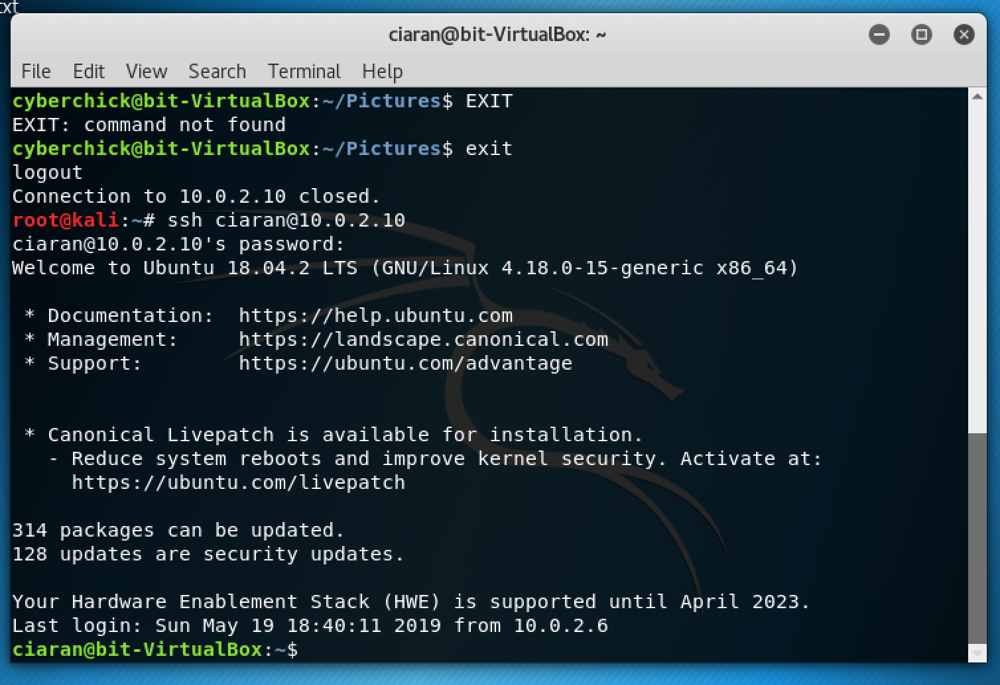 xt
ciaran@bit-VirtualBox: ~
File Edit View Search Terminal Help
cyberchick@bit-VirtualBox:~/Pictures$ EXIT
EXIT: command not found
cyberchick@bit-VirtualBox:~/Pictures$ exit
logout
Connection to 10.0.2.10 closed.
root@kali:~# ssh ciaran@10.0.2.10
ciaran@10.0.2.10's password:
Welcome to Ubuntu 18.04.2 LTS (GNU/Linux 4.18.0-15-generic x86_64)
* Documentation: https://help.ubuntu.com
* Management: https://landscape.canonical.com
* Support: https://ubuntu.com/advantage
* Canonical Livepatch is available for installation.
- Reduce system reboots and improve kernel security. Activate at:
https://ubuntu.com/livepatch
314 packages can be updated.
128 updates are security updates.
Your Hardware Enablement Stack (HWE) is supported until April 2023.
Last login: Sun May 19 18:40:11 2019 from 10.0.2.6
ciaran@bit-VirtualBox:~$